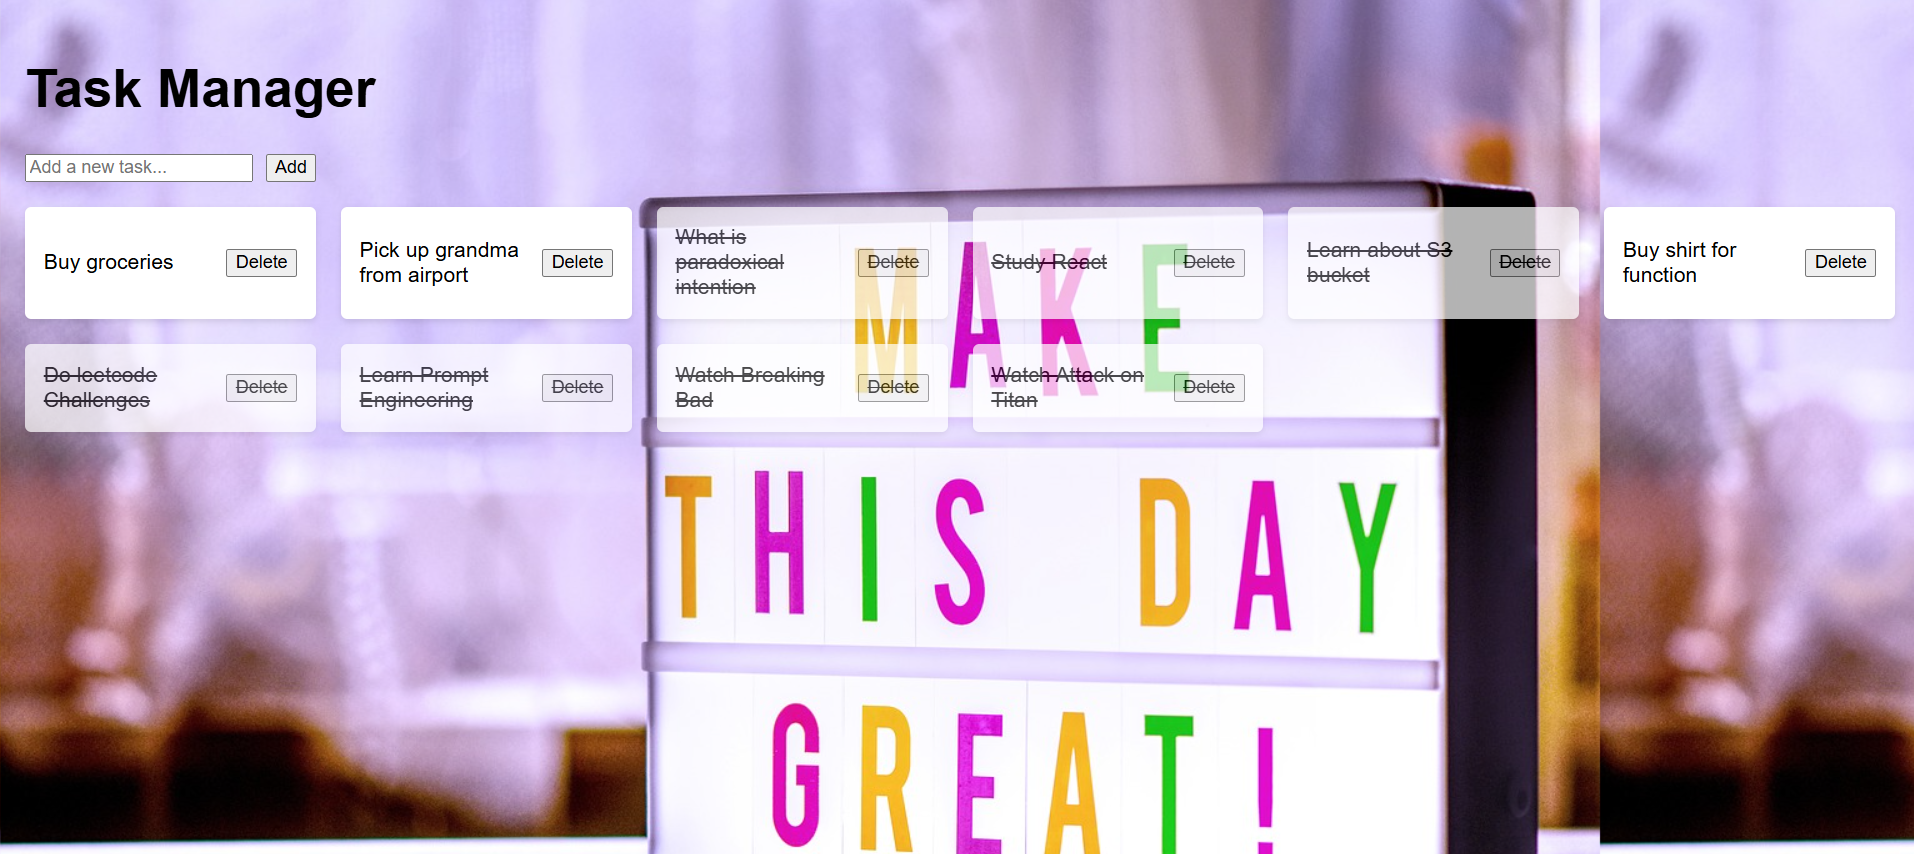 Task Manager
Add a new task...
Add
Buy groceries
Delete
Pick up grandma
from airport
Delete
What is
paradoxical
intention
Delete
Study React
Delete
Learn about S3
bucket
Delete
Buy shirt for
function
Delete
Do leetcode
Challenges
Delete
Learn Prompt
Engineering
Delete
Watch Breaking
Bad
Delete
Watch Attack on
Titan
Delete
MAKE
THIS DAY
GREAT!